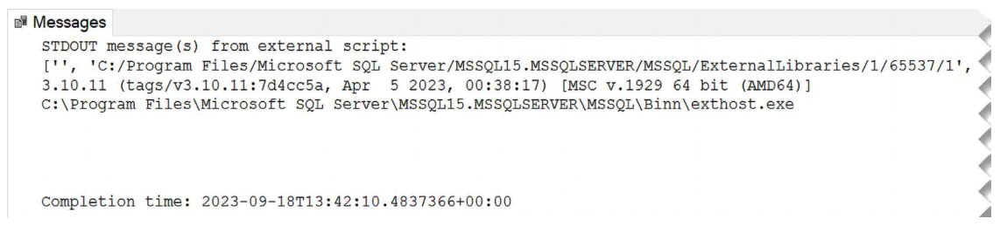 Messages
STDOUT message(s) from external script:
['', 'C:/Program Files/Microsoft SQL Server/MSSQL15.MSSQLSERVER/MSSQL/ExternalLibraries/1/65537/1',
3.10.11 (tags/v3.10.11:7d4cc5a, Apr  5 2023, 00:38:17) [MSC v.1929 64 bit (AMD64)]
C:\Program Files\Microsoft SQL Server\MSSQL15.MSSQLSERVER\MSSQL\Binn\exthost.exe
Completion time: 2023-09-18T13:42:10.4837366+00:00